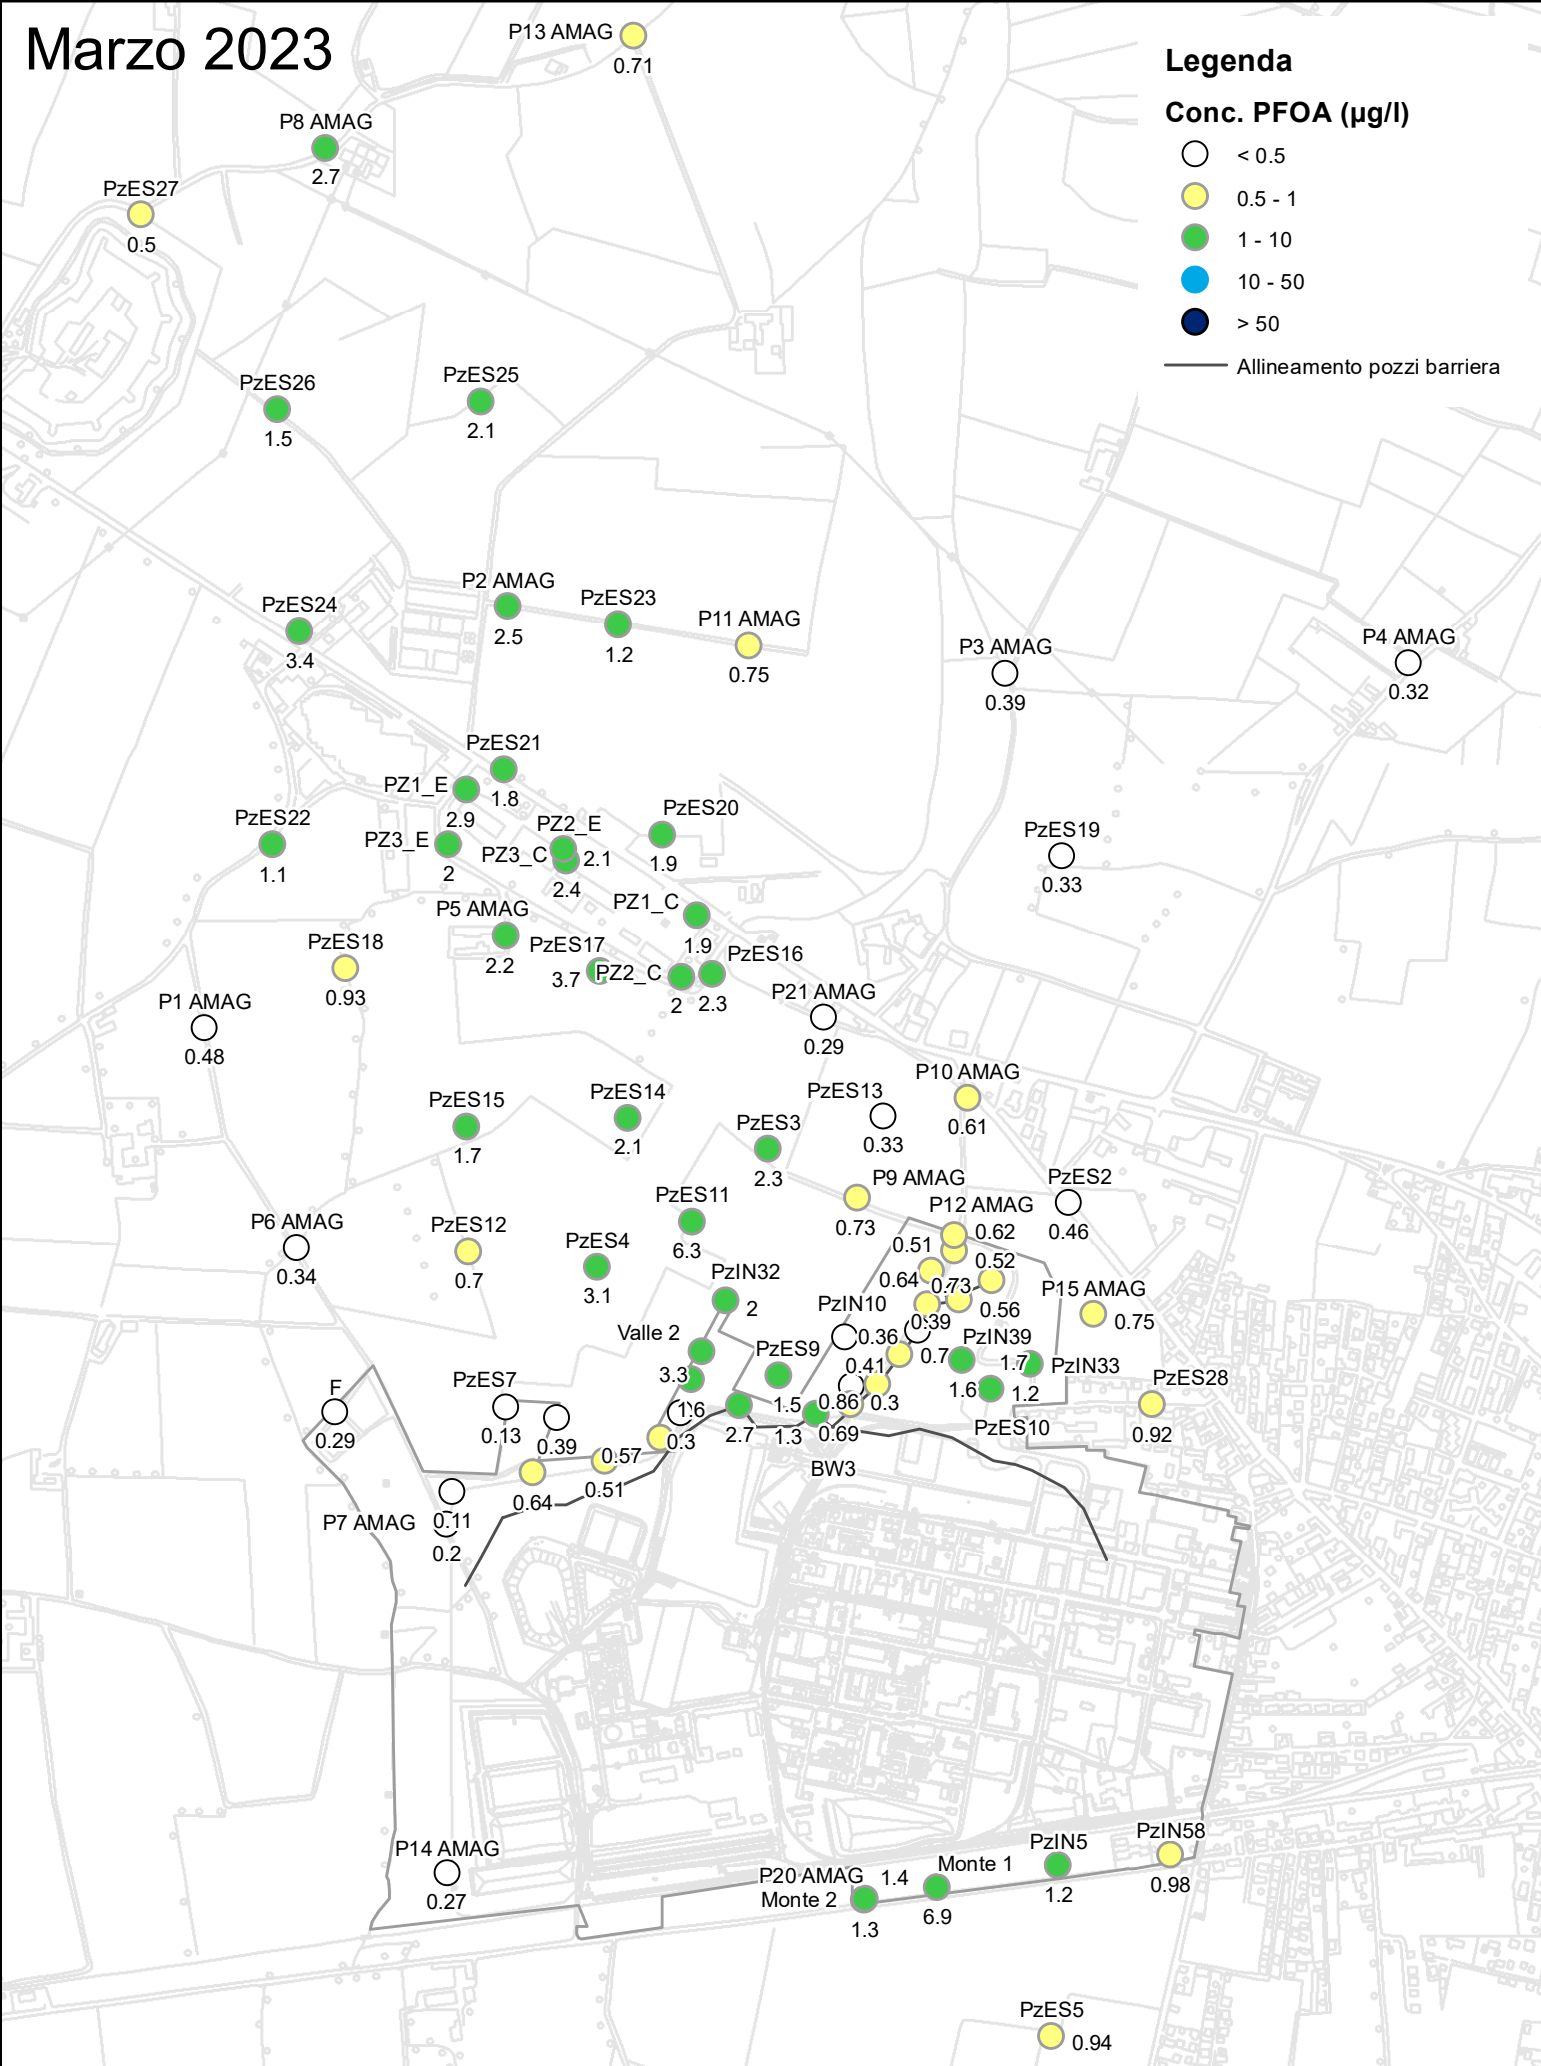 Marzo 2023
P13 AMAG
0.71
Legenda
Conc. PFOA (µg/l)
< 0.5
0.5 - 1
1 - 10
10 - 50
> 50
Allineamento pozzi barriera
P8 AMAG
2.7
PzES27
0.5
PzES26
1.5
PzES25
2.1
P2 AMAG
2.5
PzES23
1.2
P11 AMAG
0.75
PzES24
3.4
P3 AMAG
0.39
P4 AMAG
0.32
PzES21
1.8
PZ1_E
2.9
PzES22
1.1
PZ3_E
2
PZ2_E
2.1
PZ3_C
2.4
PzES20
1.9
PzES19
0.33
P5 AMAG
2.2
PZ1_C
1.9
PzES18
0.93
PzES17
3.7
PZ2_C
2
PzES16
2.3
P1 AMAG
0.48
P21 AMAG
0.29
P10 AMAG
0.61
PzES15
1.7
PzES14
2.1
PzES13
0.33
PzES3
2.3
P9 AMAG
0.73
PzES2
0.46
P6 AMAG
0.34
PzES12
0.7
PzES4
3.1
PzES11
6.3
P12 AMAG
0.62
0.51
0.52
0.64
0.73
0.56
P15 AMAG
0.75
PzIN32
2
PzIN10
0.36
0.39
0.7
PzIN39
1.7
PzIN33
1.6
1.2
PzES10
Valle 2
3.3
PzES9
1.5
0.41
0.3
0.86
PzES28
0.92
F
0.29
PzES7
0.13
0.39
1.6
0.3
2.7
1.3
0.69
BW3
0.57
0.51
0.64
P7 AMAG
0.11
0.2
P14 AMAG
0.27
P20 AMAG
1.4
Monte 2
1.3
Monte 1
6.9
PzIN5
1.2
PzIN58
0.98
PzES5
0.94